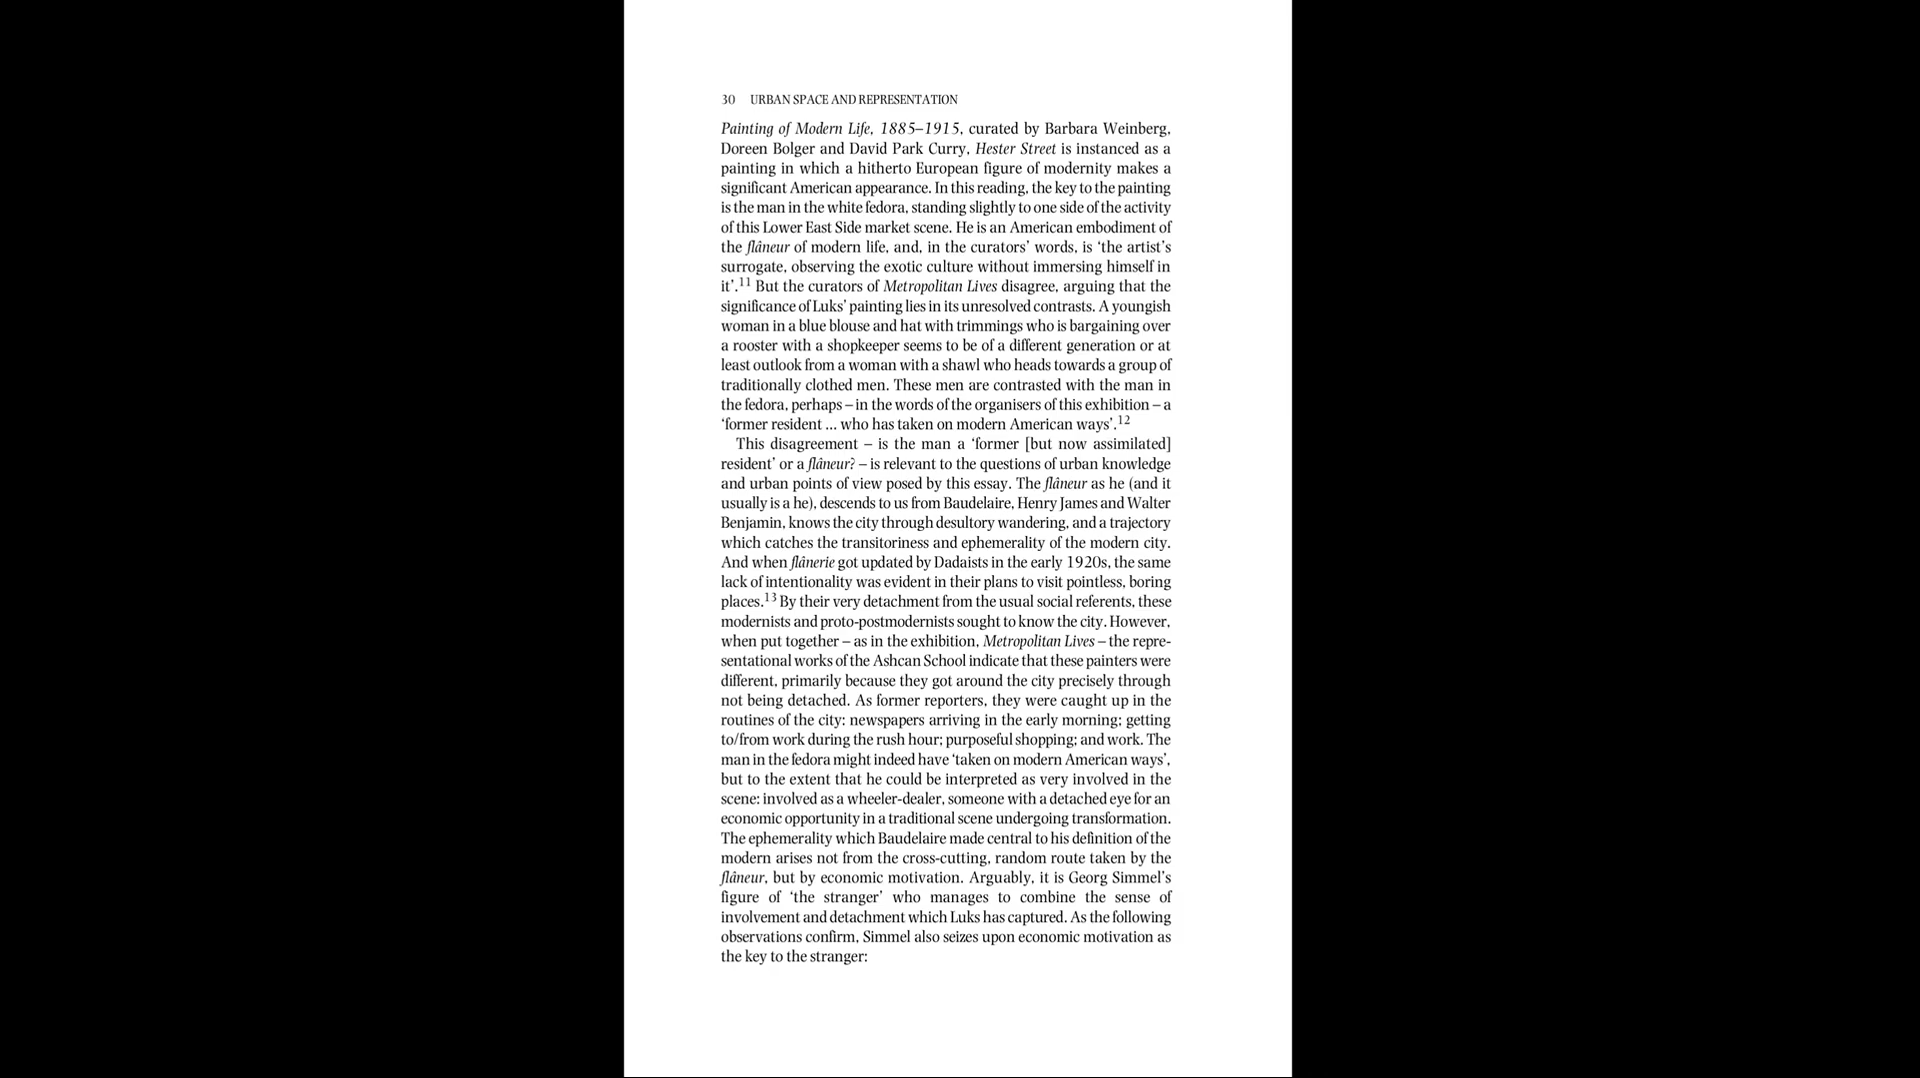 30 URBAN SPACE AND REPRESENTATION
Painting of Modern Life, 1885–1915, curated by Barbara Weinberg,
Doreen Bolger and David Park Curry, Hester Street is instanced as a
painting in which a hitherto European figure of modernity makes a
significant American appearance. In this reading, the key to the painting
is the man in the white fedora, standing slightly to one side of the activity
of this Lower East Side market scene. He is an American embodiment of
the flâneur of modern life, and, in the curators’ words, is ‘the artist’s
surrogate, observing the exotic culture without immersing himself in
it’.11 But the curators of Metropolitan Lives disagree, arguing that the
significance of Luks’ painting lies in its unresolved contrasts. A youngish
woman in a blue blouse and hat with trimmings who is bargaining over
a rooster with a shopkeeper seems to be of a different generation or at
least outlook from a woman with a shawl who heads towards a group of
traditionally clothed men. These men are contrasted with the man in
the fedora, perhaps – in the words of the organisers of this exhibition – a
‘former resident ... who has taken on modern American ways’.12
This disagreement – is the man a ‘former [but now assimilated]
resident’ or a flâneur? – is relevant to the questions of urban knowledge
and urban points of view posed by this essay. The flâneur as he (and it
usually is a he), descends to us from Baudelaire, Henry James and Walter
Benjamin, knows the city through desultory wandering, and a trajectory
which catches the transitoriness and ephemerality of the modern city.
And when flânerie got updated by Dadaists in the early 1920s, the same
lack of intentionality was evident in their plans to visit pointless, boring
places.13 By their very detachment from the usual social referents, these
modernists and proto-postmodernists sought to know the city. However,
when put together – as in the exhibition, Metropolitan Lives – the repre-
sentational works of the Ashcan School indicate that these painters were
different, primarily because they got around the city precisely through
not being detached. As former reporters, they were caught up in the
routines of the city: newspapers arriving in the early morning; getting
to/from work during the rush hour; purposeful shopping; and work. The
man in the fedora might indeed have ‘taken on modern American ways’,
but to the extent that he could be interpreted as very involved in the
scene: involved as a wheeler-dealer, someone with a detached eye for an
economic opportunity in a traditional scene undergoing transformation.
The ephemerality which Baudelaire made central to his definition of the
modern arises not from the cross-cutting, random route taken by the
flâneur, but by economic motivation. Arguably, it is Georg Simmel’s
figure of ‘the stranger’ who manages to combine the sense of
involvement and detachment which Luks has captured. As the following
observations confirm, Simmel also seizes upon economic motivation as
the key to the stranger: